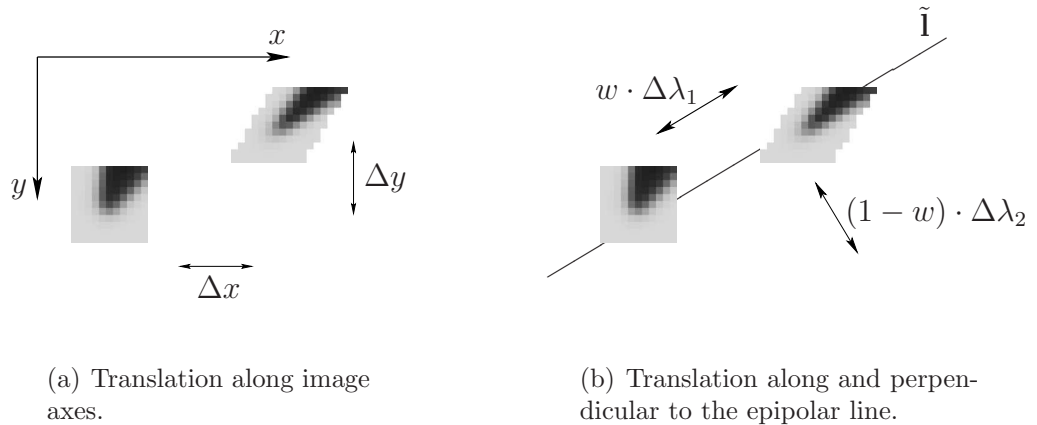 x
y
Δy
Δx
(a) Translation along image
axes.
l̃
w · Δλ₁
(1 − w) · Δλ₂
(b) Translation along and perpen-
dicular to the epipolar line.